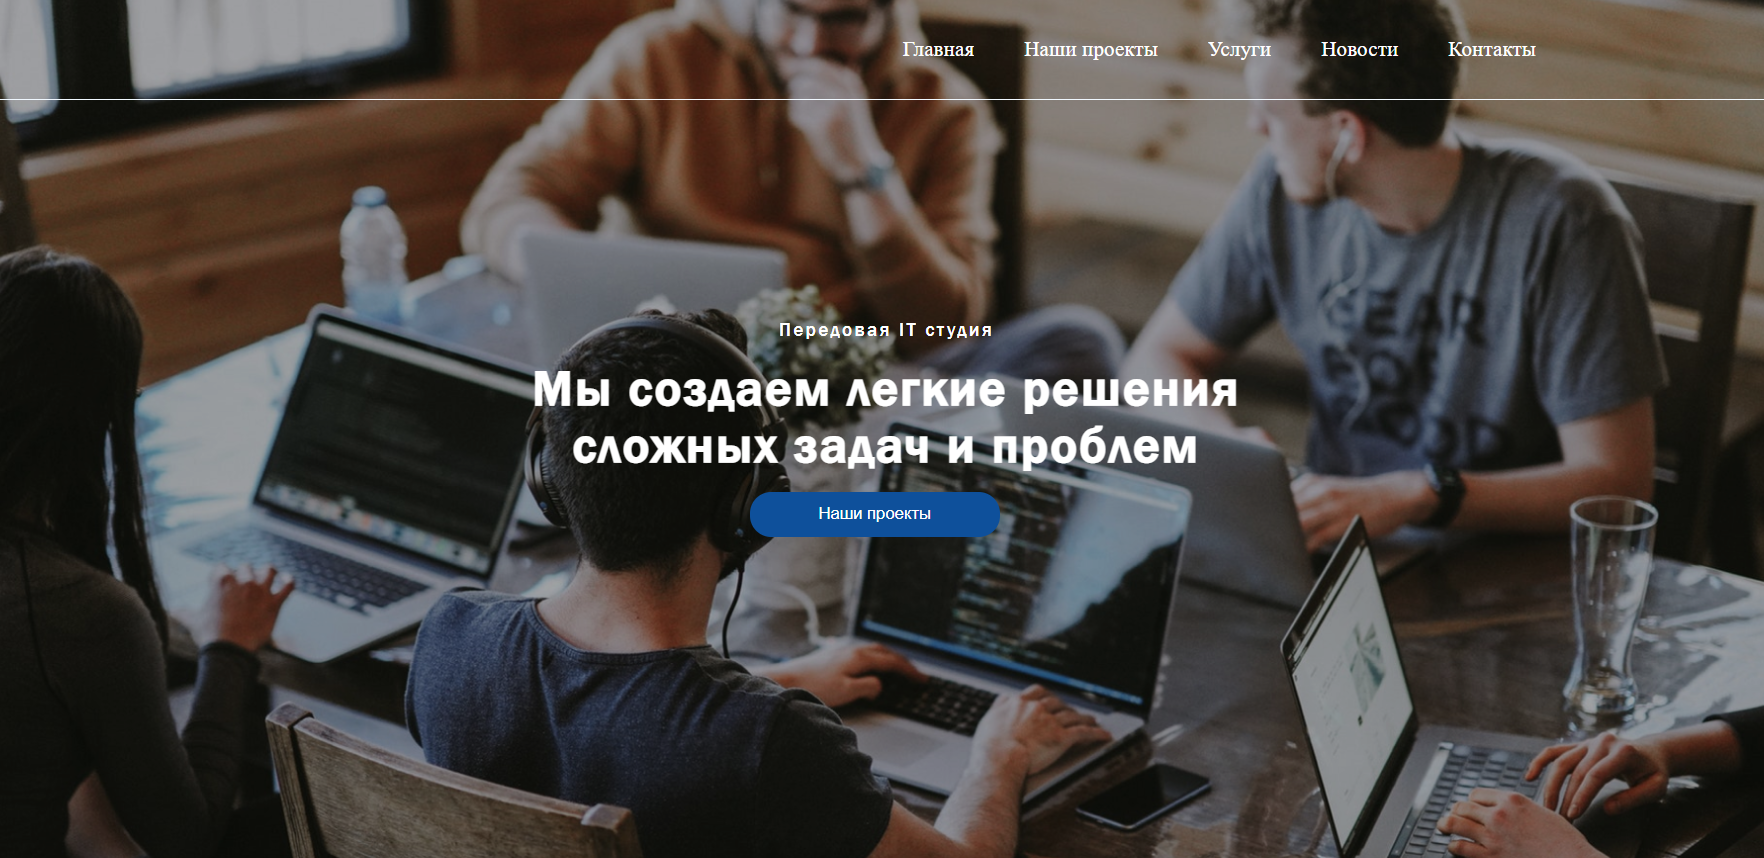 Главная Наши проекты Услуги Новости Контакты
Передовая IT студия
Мы создаем легкие решения
сложных задач и проблем
Наши проекты